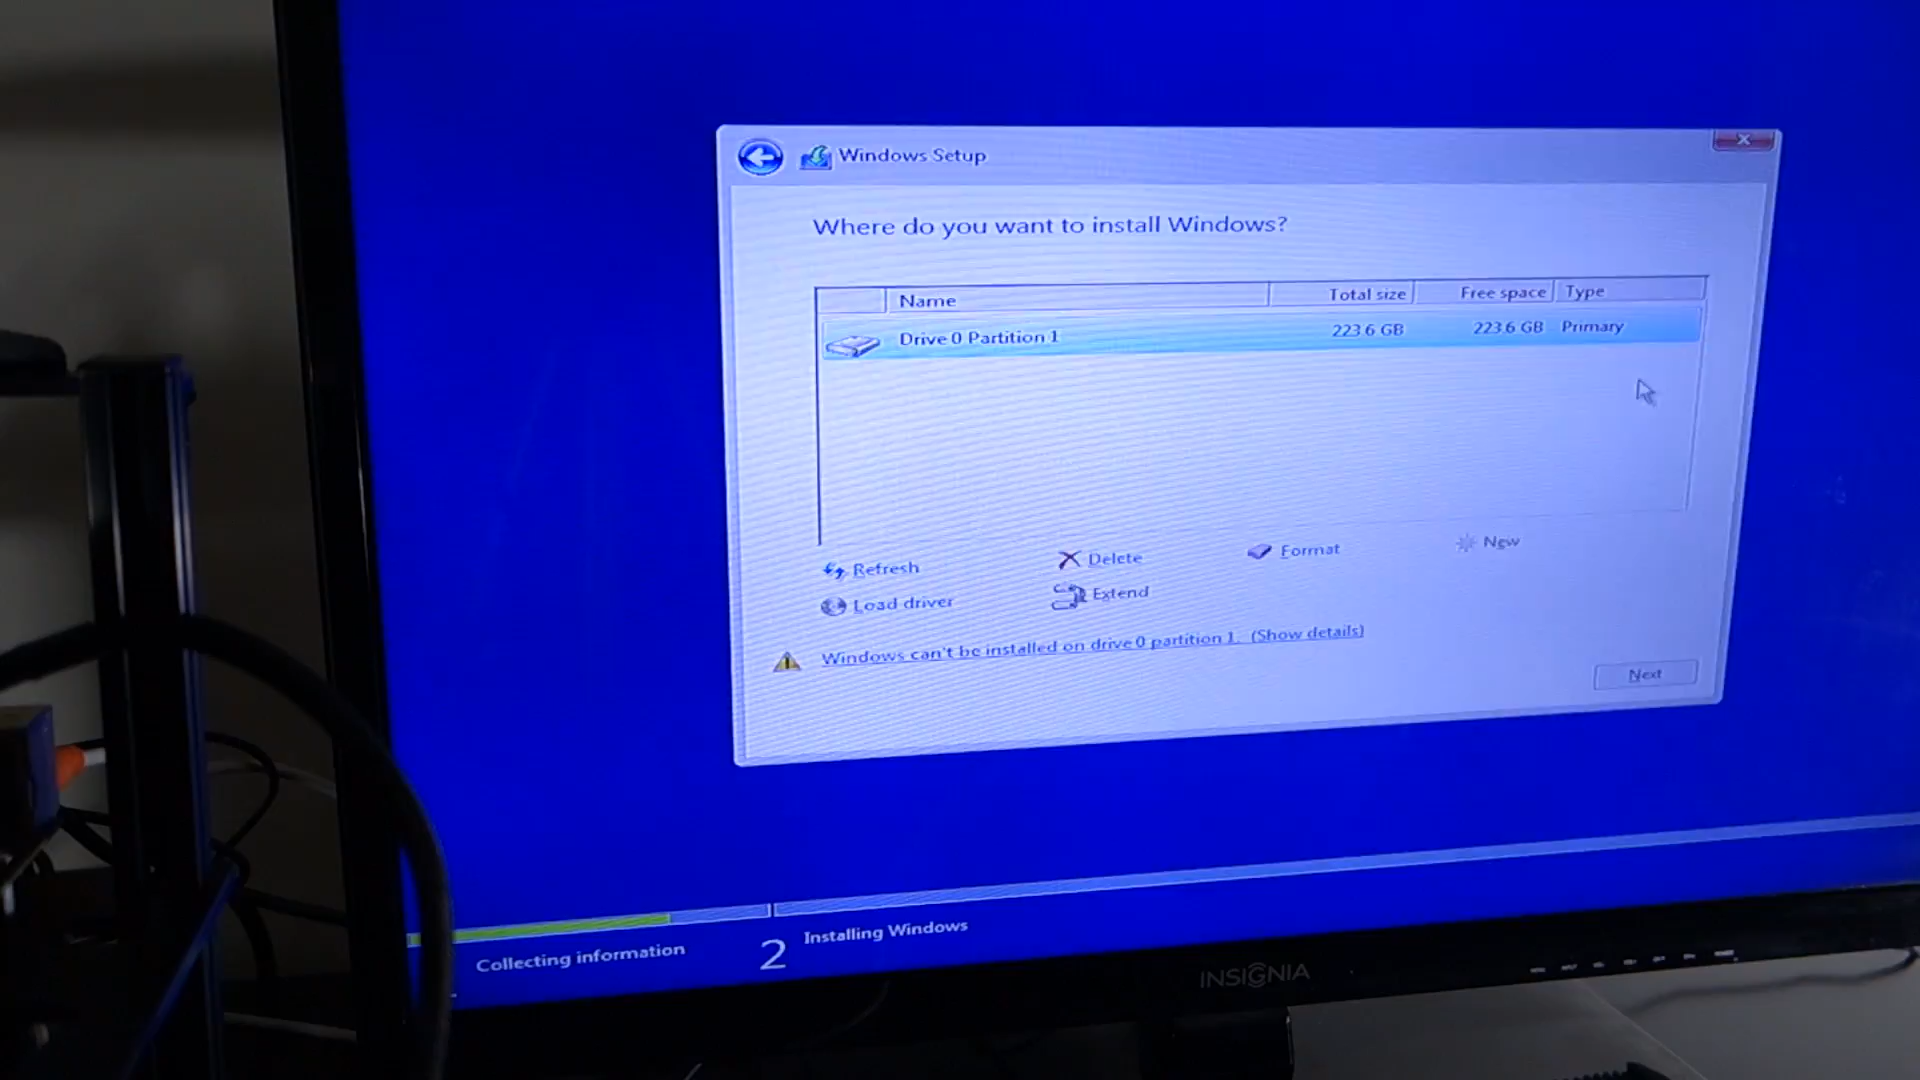 Windows Setup
Where do you want to install Windows?
Name Total size Free space Type
Drive 0 Partition 1 223.6 GB 223.6 GB Primary
Refresh Delete Format New
Load driver Extend
Windows can't be installed on drive 0 partition 1. (Show details)
Next
Collecting information 2 Installing Windows
INSIGNIA